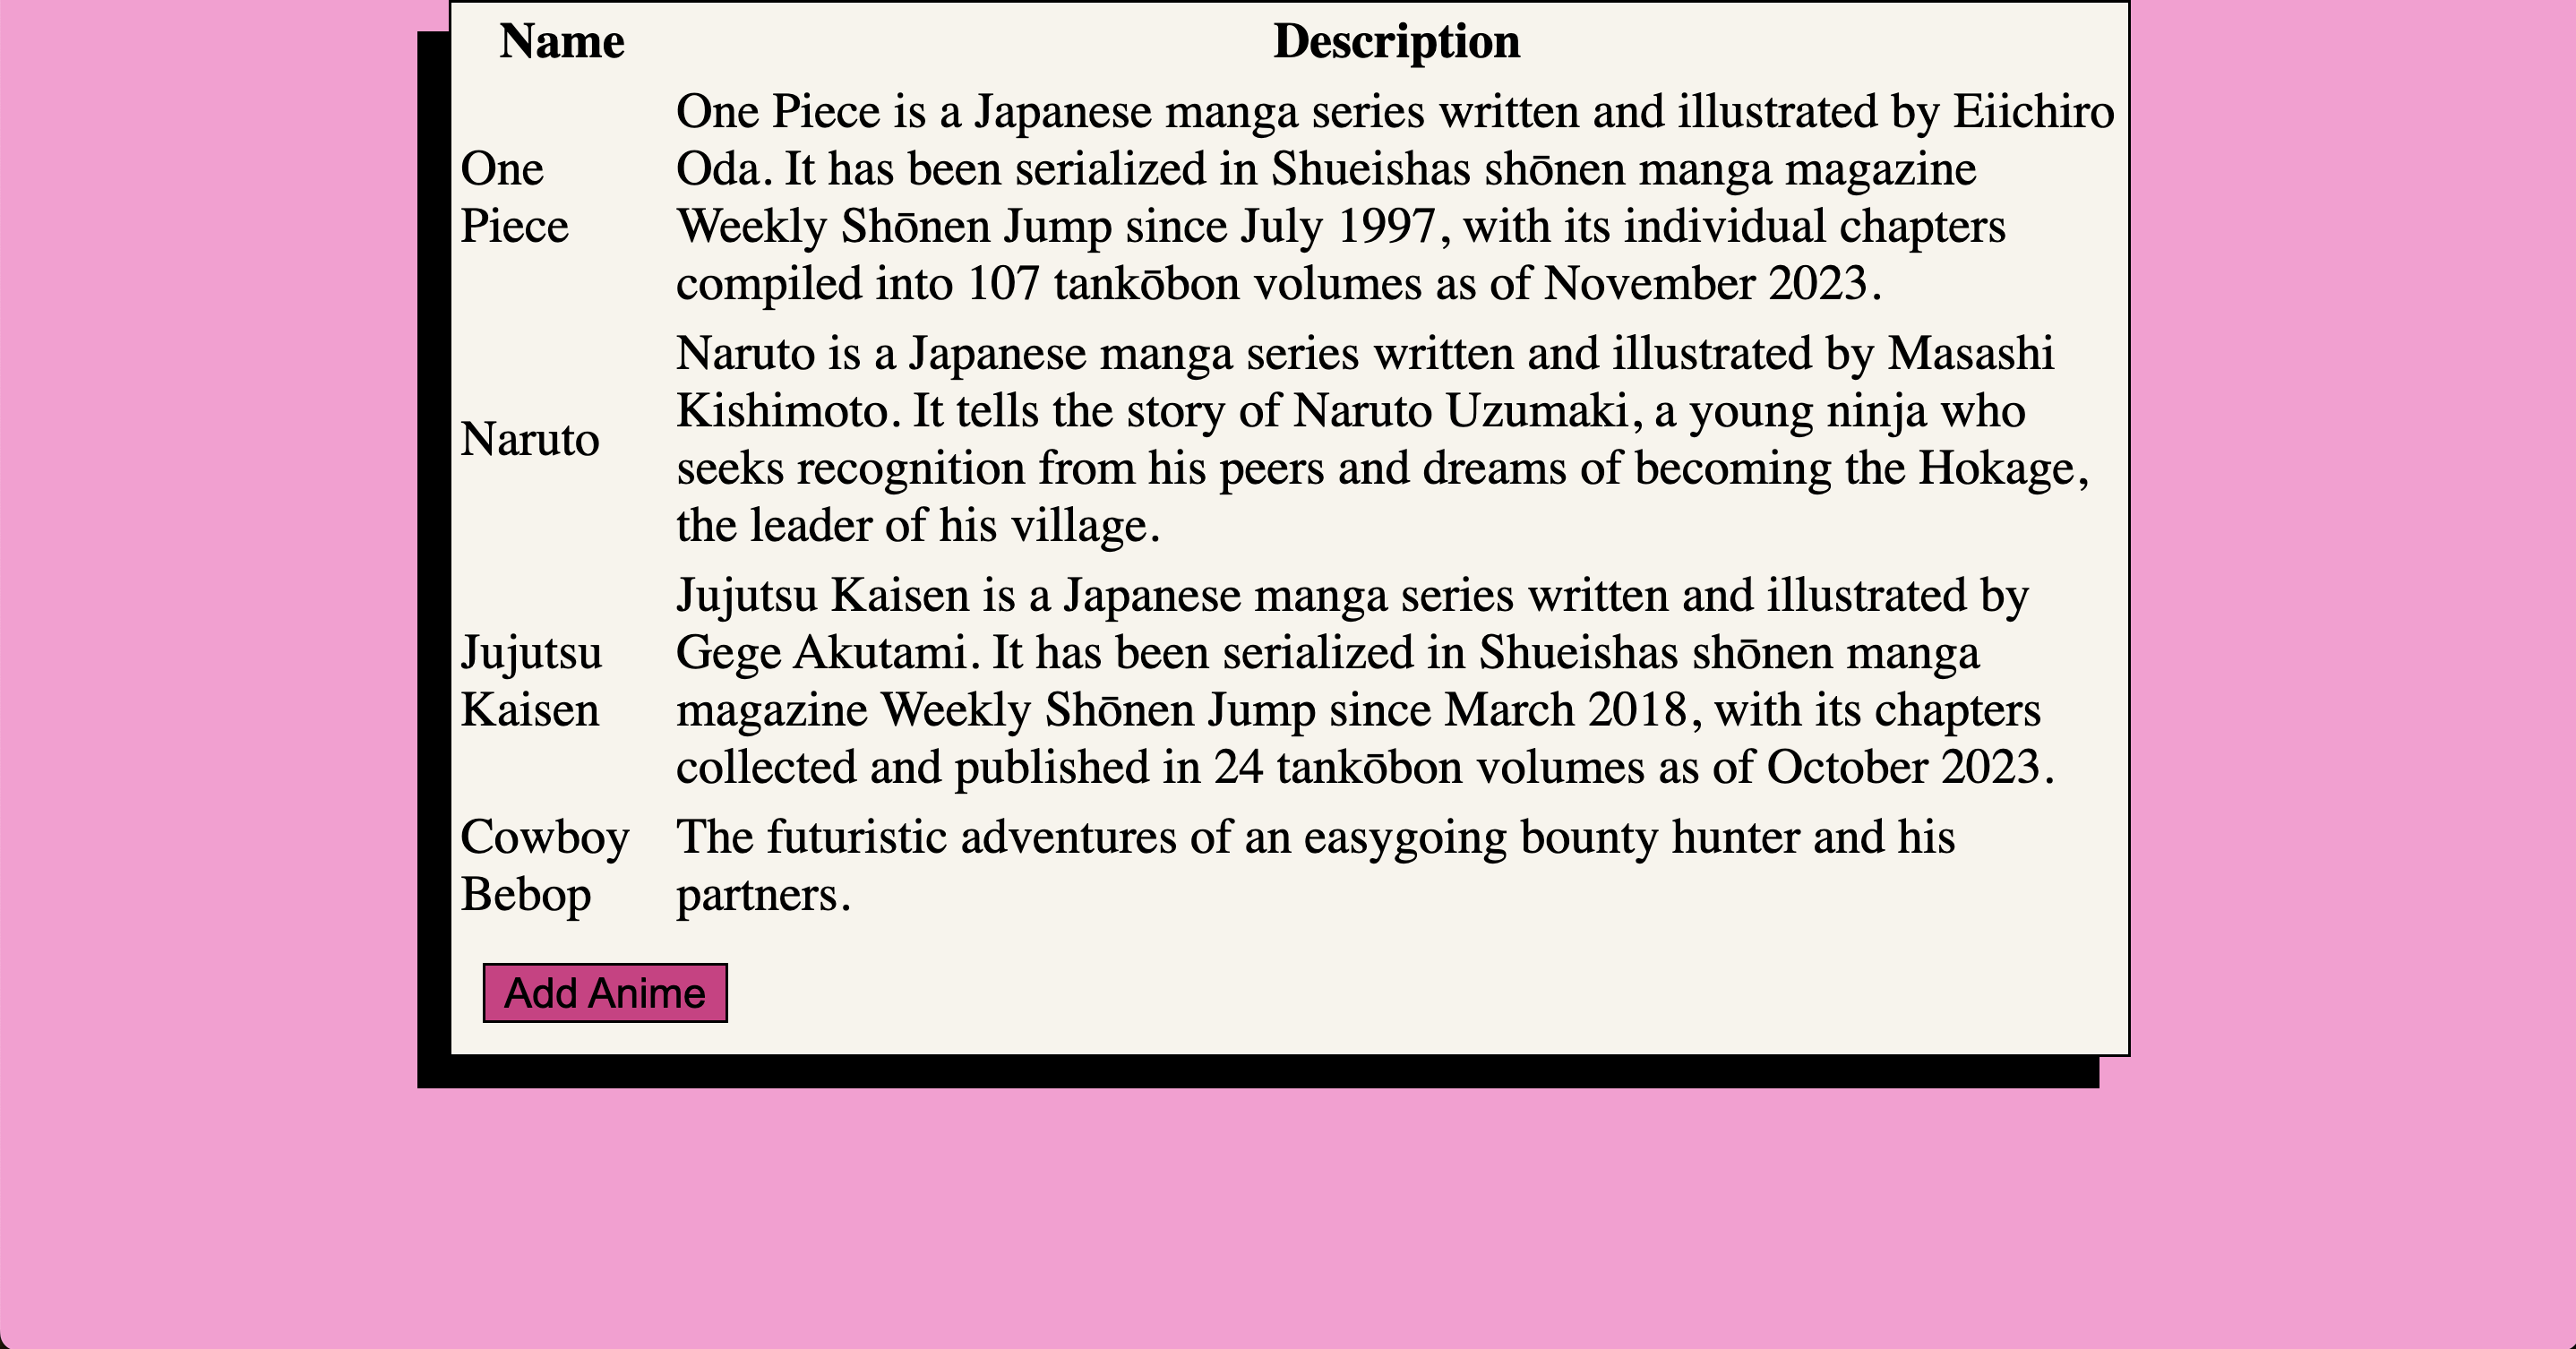 Name Description
One Piece is a Japanese manga series written and illustrated by Eiichiro
One Oda. It has been serialized in Shueishas shōnen manga magazine
Piece Weekly Shōnen Jump since July 1997, with its individual chapters
compiled into 107 tankōbon volumes as of November 2023.
Naruto is a Japanese manga series written and illustrated by Masashi
Kishimoto. It tells the story of Naruto Uzumaki, a young ninja who
Naruto
seeks recognition from his peers and dreams of becoming the Hokage,
the leader of his village.
Jujutsu Kaisen is a Japanese manga series written and illustrated by
Jujutsu Gege Akutami. It has been serialized in Shueishas shōnen manga
Kaisen magazine Weekly Shōnen Jump since March 2018, with its chapters
collected and published in 24 tankōbon volumes as of October 2023.
Cowboy The futuristic adventures of an easygoing bounty hunter and his
Bebop partners.
Add Anime